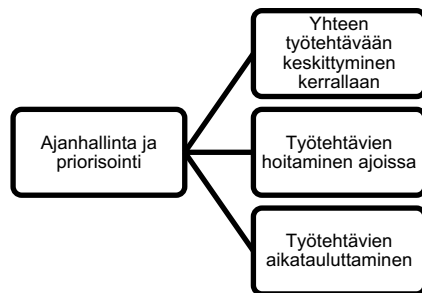 Yhteen
työtehtävään
keskittyminen
kerrallaan
Ajanhallinta ja
priorisointi
Työtehtävien
hoitaminen ajoissa
Työtehtävien
aikatauluttaminen